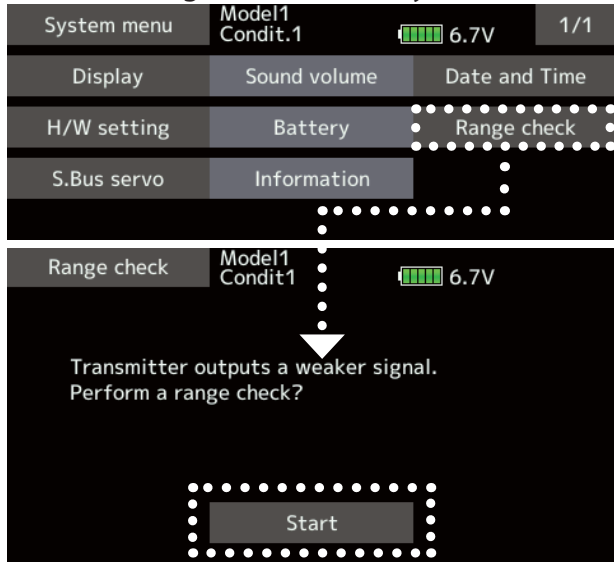 System menu
Model1
Condit.1
6.7V
1/1
Display
Sound volume
Date and Time
H/W setting
Battery
Range check
S.Bus servo
Information
Range check
Model1
Condit1
6.7V
Transmitter outputs a weaker signal.
Perform a range check?
Start